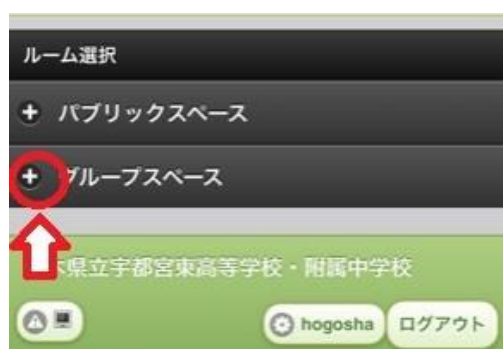 ルーム選択
パブリックスペース
グループスペース
木県立宇都宮東高等学校・附属中学校
hogosha ログアウト